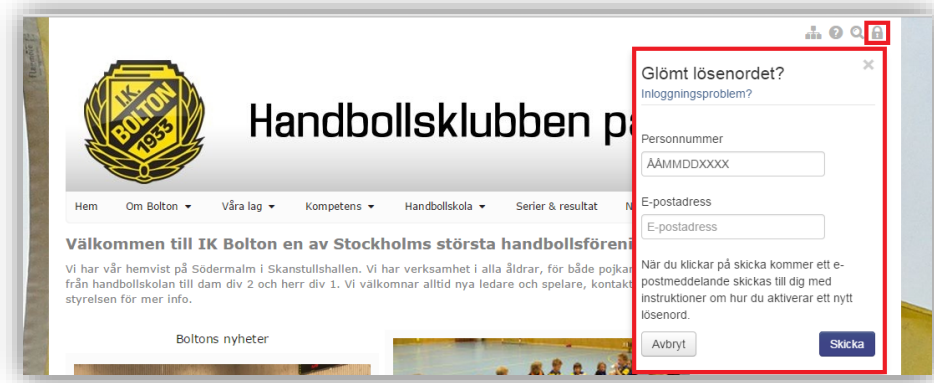 IK.
BOLTON
1933
Handbollsklubben p
Hem Om Bolton Våra lag Kompetens Handbollskola Serier & resultat N
Välkommen till IK Bolton en av Stockholms största handbollsföreni
Vi har vår hemvist på Södermalm i Skanstullshallen. Vi har verksamhet i alla åldrar, för både pojkar
från handbollskolan till dam div 2 och herr div 1. Vi välkomnar alltid nya ledare och spelare, kontakt
styrelsen för mer info.
Boltons nyheter
Glömt lösenordet?
Inloggningsproblem?
Personnummer
ÅÅMMDDXXXX
E-postadress
E-postadress
När du klickar på skicka kommer ett e-
postmeddelande skickas till dig med
instruktioner om hur du aktiverar ett nytt
lösenord.
Avbryt Skicka